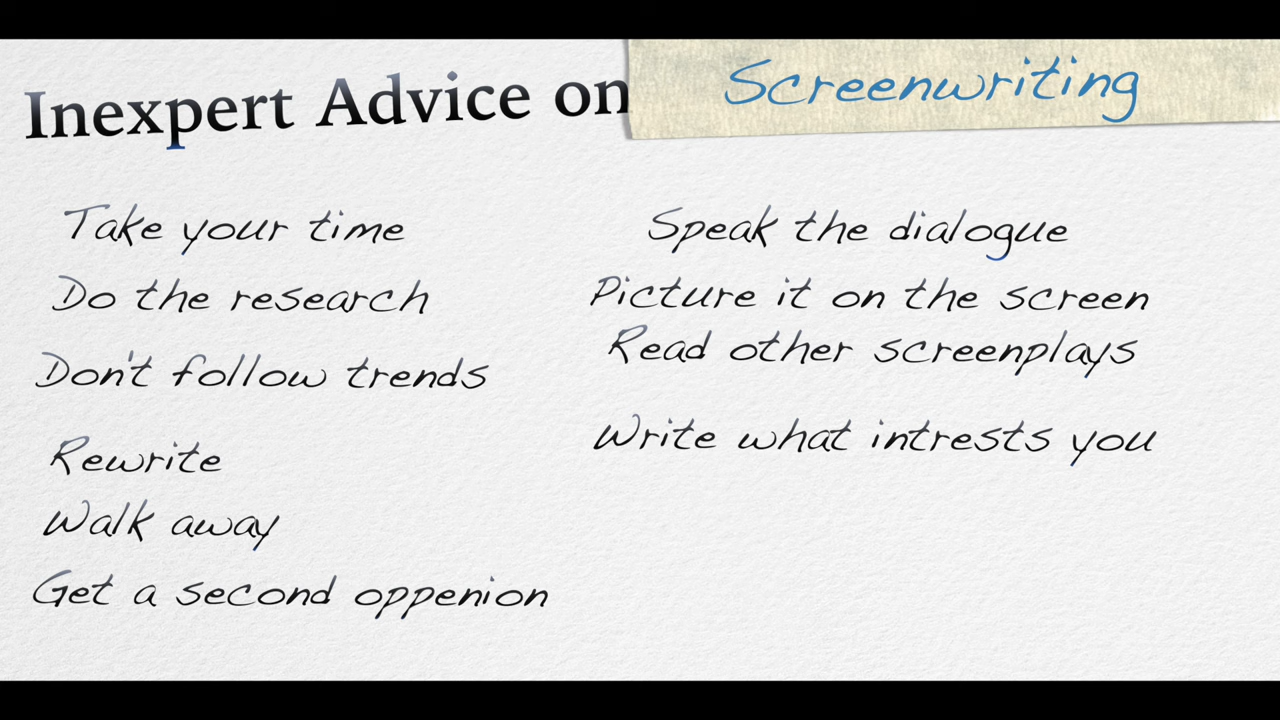 Inexpert Advice on Screenwriting
Take your time
Do the research
Don't follow trends
Rewrite
Walk away
Get a second oppenion
Speak the dialogue
Picture it on the screen
Read other screenplays
Write what intrests you